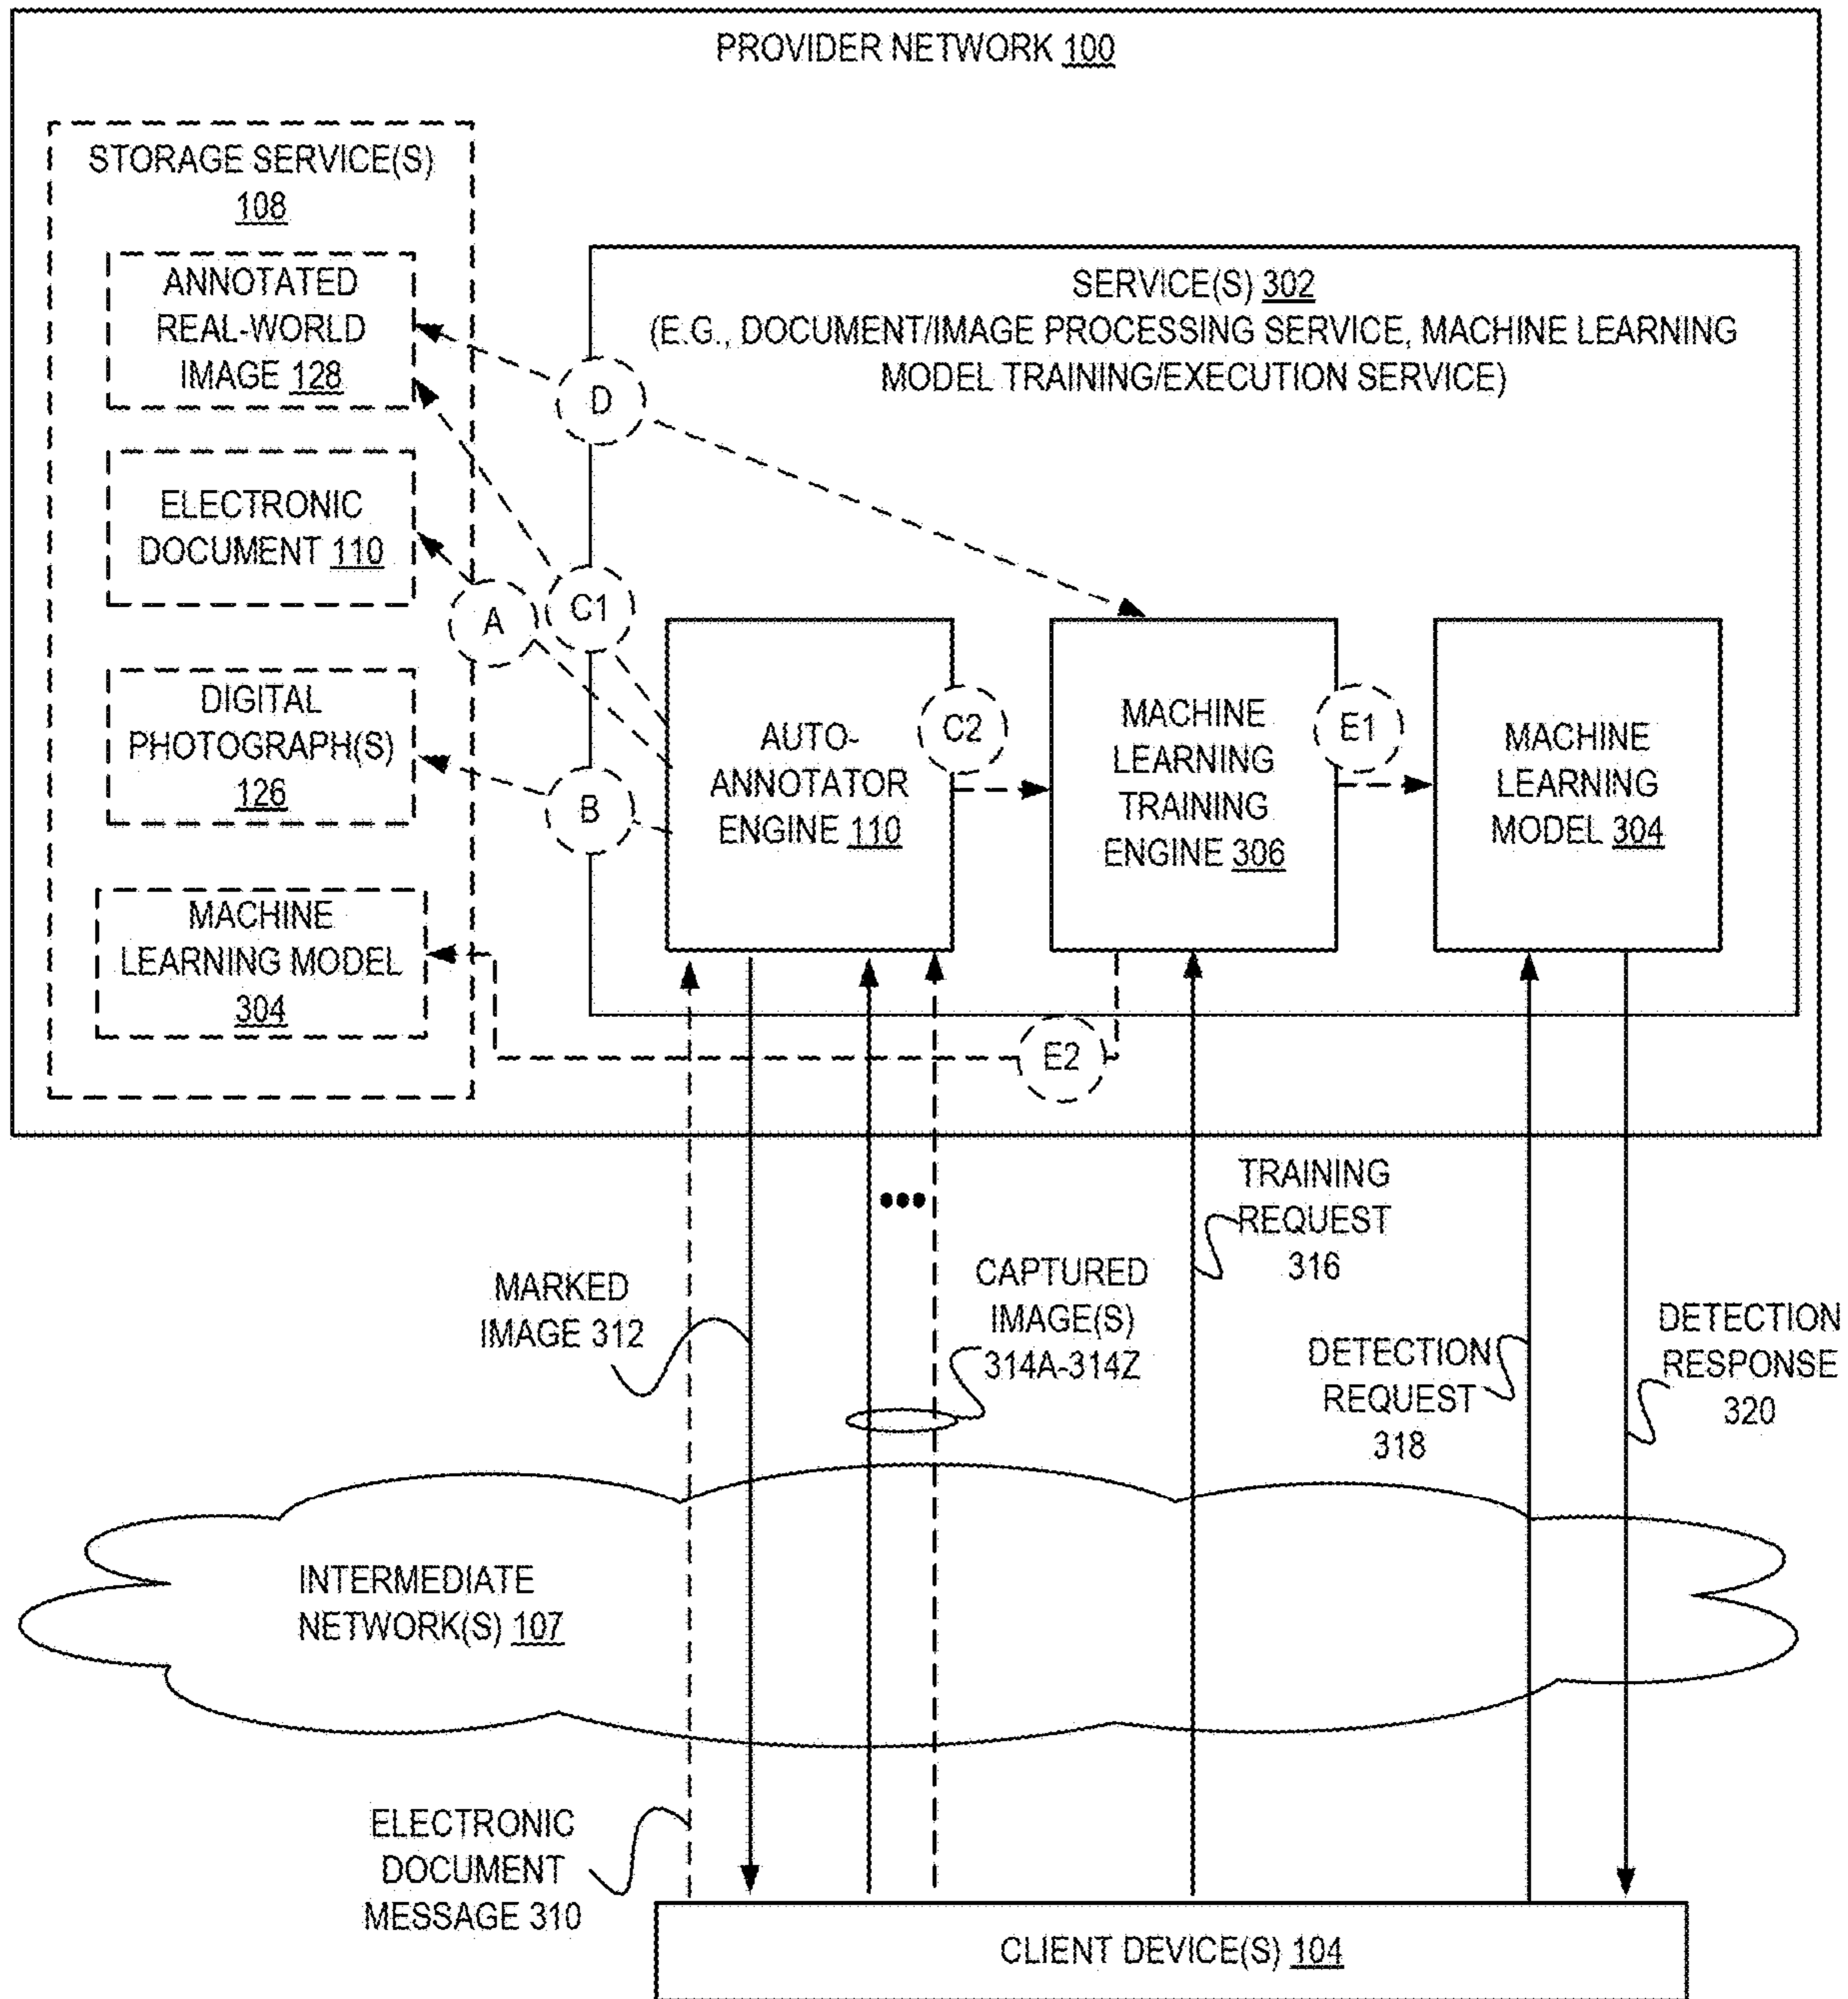 PROVIDER NETWORK 100
STORAGE SERVICE(S)
108
ANNOTATED
REAL-WORLD
IMAGE 128
ELECTRONIC
DOCUMENT 110
DIGITAL
PHOTOGRAPH(S)
126
MACHINE
LEARNING MODEL
304
SERVICE(S) 302
(E.G., DOCUMENT/IMAGE PROCESSING SERVICE, MACHINE LEARNING
MODEL TRAINING/EXECUTION SERVICE)
D
A
C1
B
AUTO-
ANNOTATOR
ENGINE 110
C2
MACHINE
LEARNING
TRAINING
ENGINE 306
E1
MACHINE
LEARNING
MODEL 304
E2
MARKED
IMAGE 312
•••
CAPTURED
IMAGE(S)
314A-314Z
TRAINING
REQUEST
316
DETECTION
REQUEST
318
DETECTION
RESPONSE
320
INTERMEDIATE
NETWORK(S) 107
ELECTRONIC
DOCUMENT
MESSAGE 310
CLIENT DEVICE(S) 104